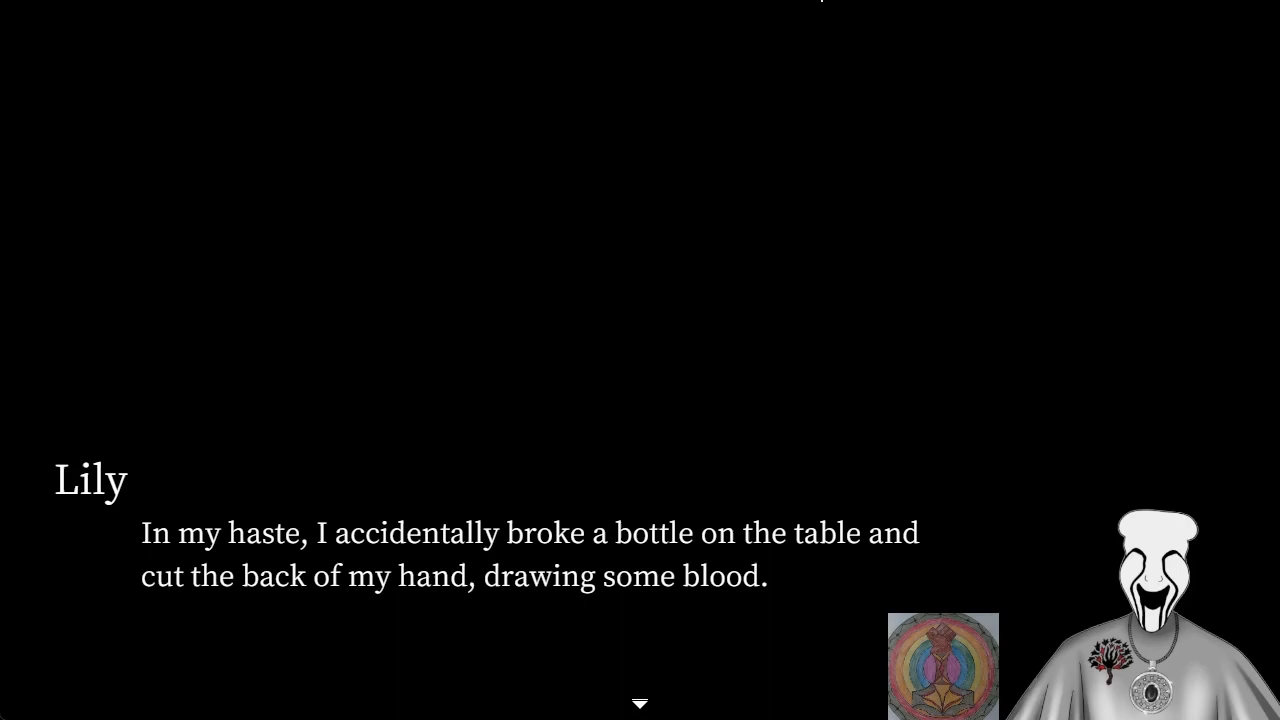 Lily
In my haste, I accidentally broke a bottle on the table and
cut the back of my hand, drawing some blood.